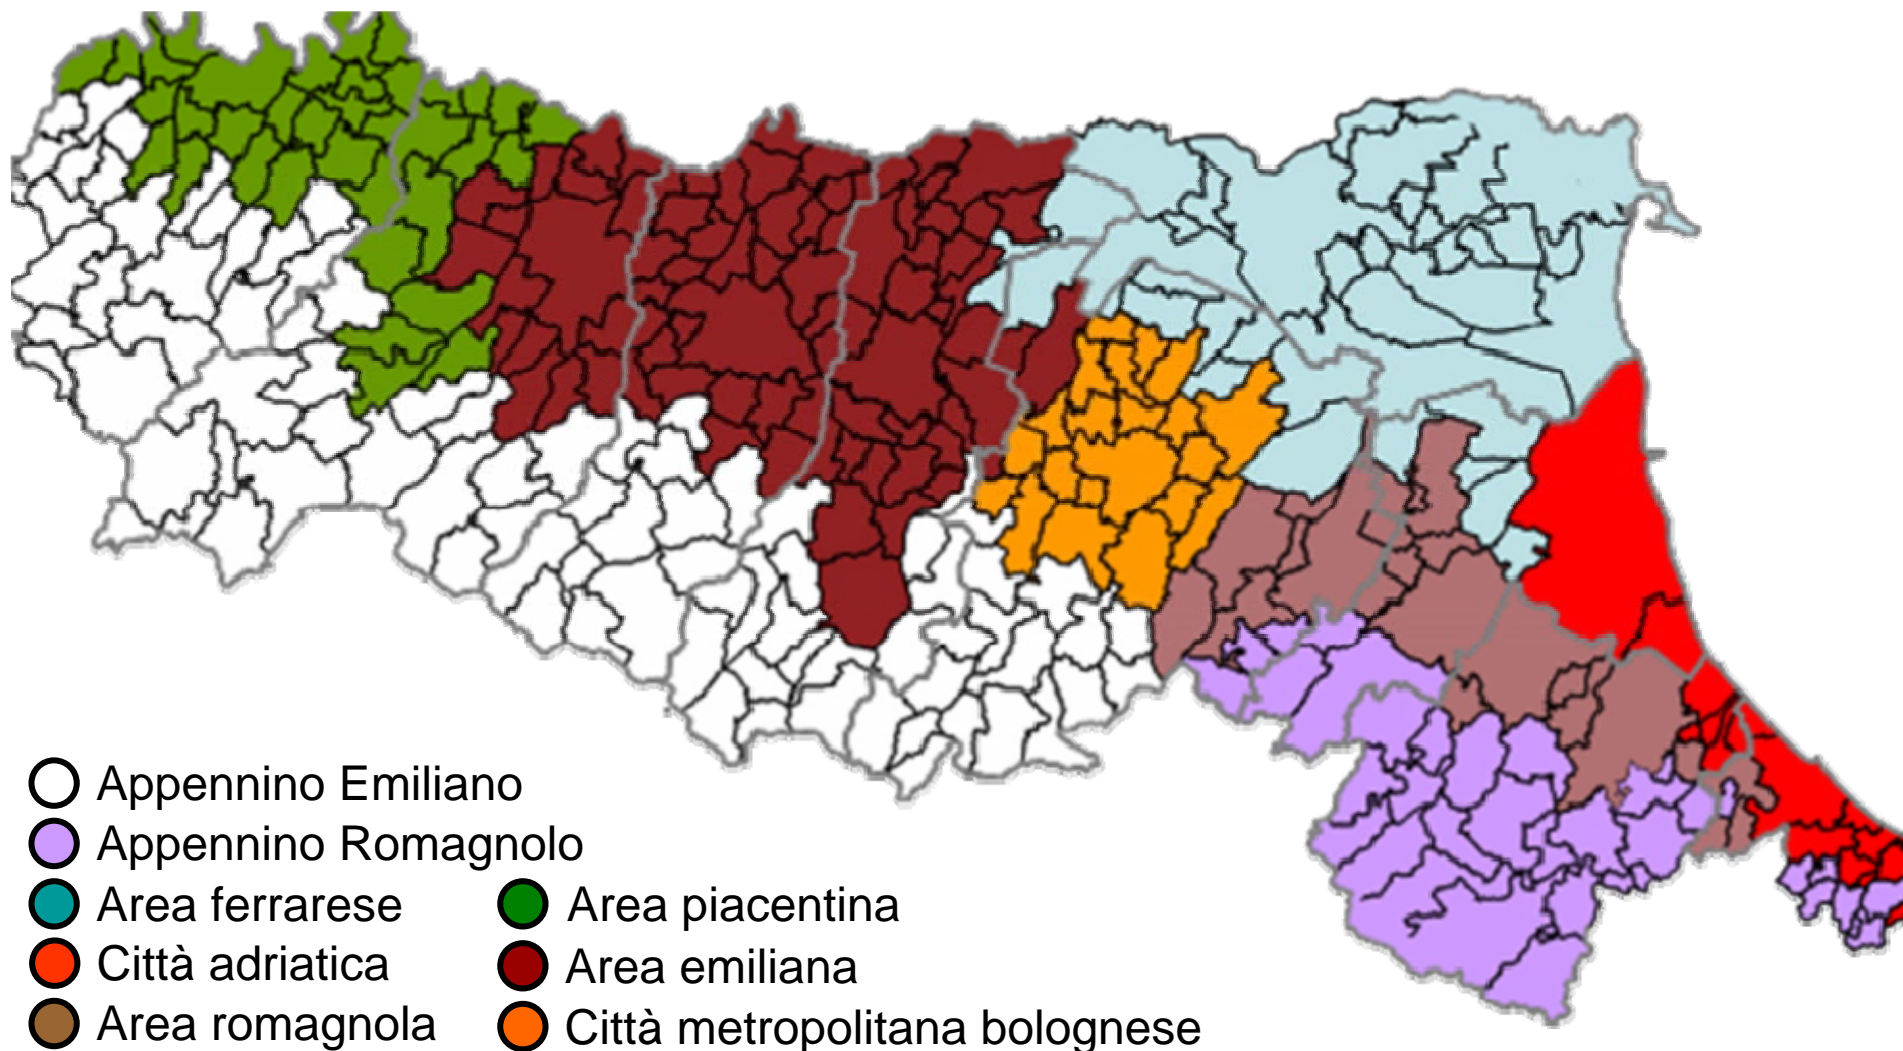 Appennino Emiliano
Appennino Romagnolo
Area ferrarese
Area piacentina
Città adriatica
Area emiliana
Area romagnola
Città metropolitana bolognese